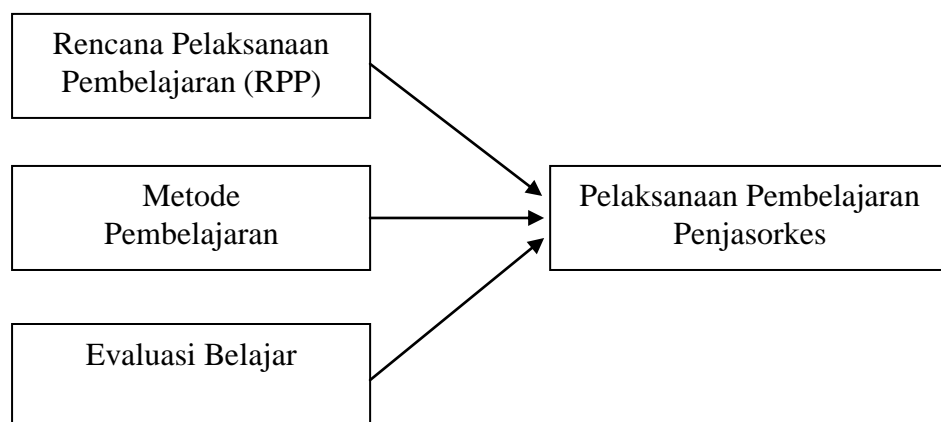 Rencana Pelaksanaan
Pembelajaran (RPP)
Metode
Pembelajaran
Evaluasi Belajar
Pelaksanaan Pembelajaran
Penjasorkes